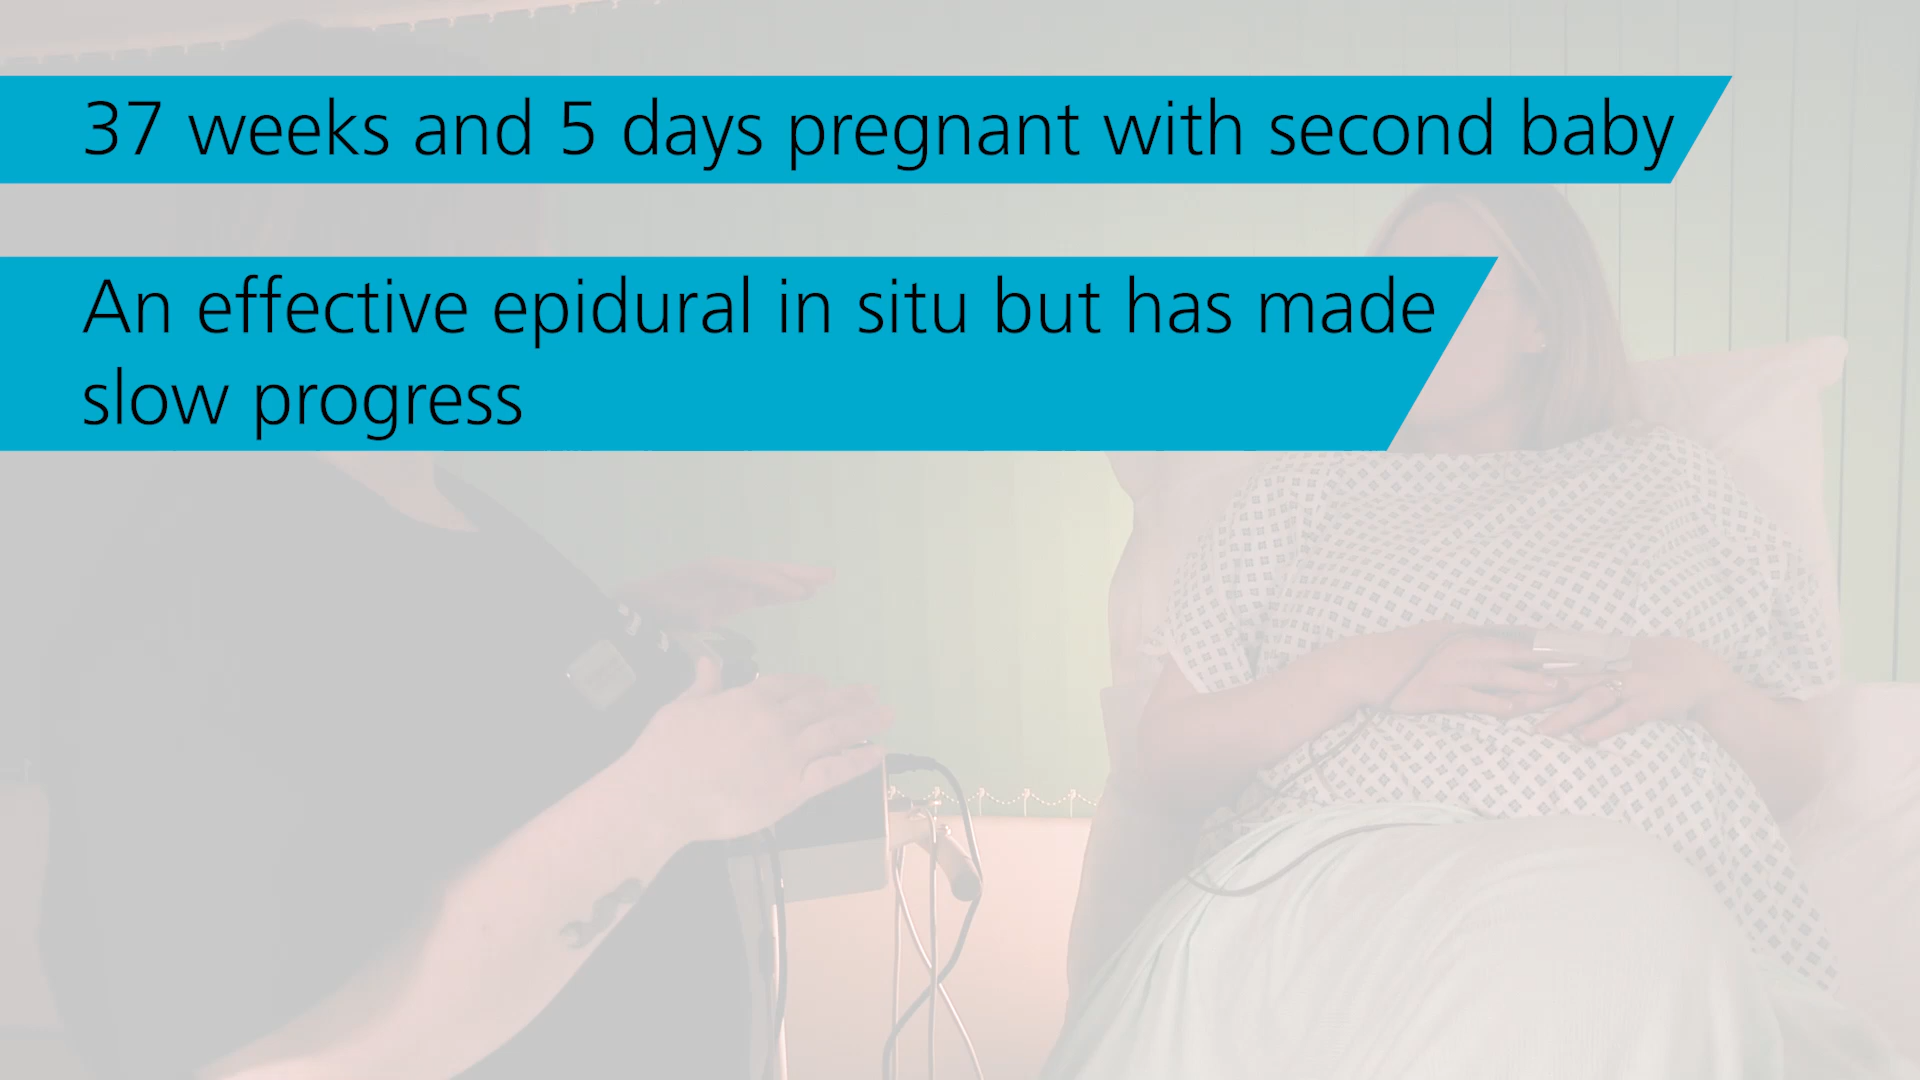 37 weeks and 5 days pregnant with second baby
An effective epidural in situ but has made
slow progress